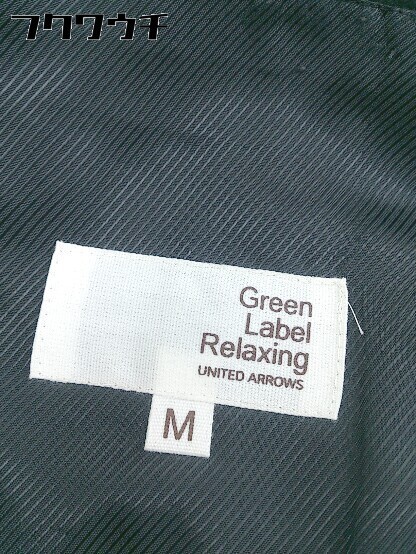 フクワウチ
Green
Label
Relaxing
UNITED ARROWS
M